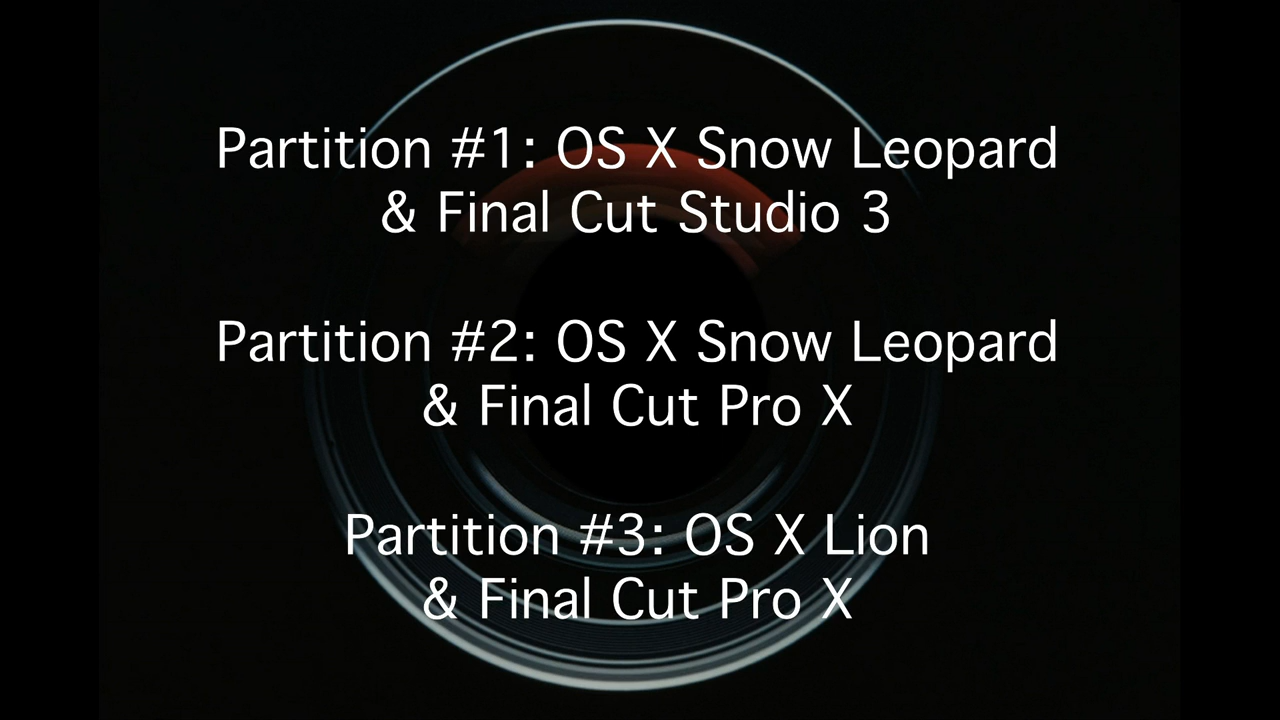 Partition #1: OS X Snow Leopard
& Final Cut Studio 3
Partition #2: OS X Snow Leopard
& Final Cut Pro X
Partition #3: OS X Lion
& Final Cut Pro X